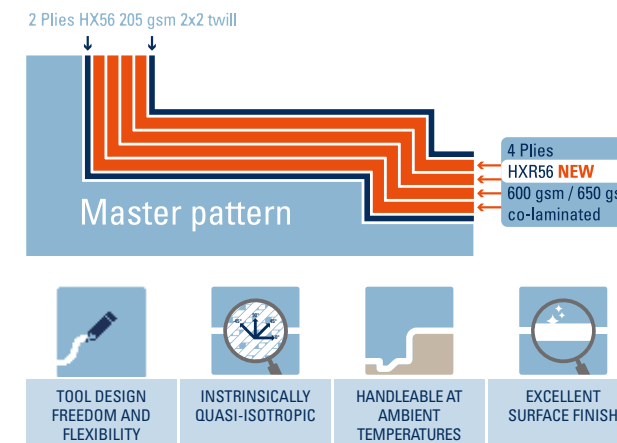 2 Plies HX56 205 gsm 2x2 twill
4 Plies
HXR56 NEW
600 gsm / 650
co-laminated
Master pattern
TOOL DESIGN
FREEDOM AND
FLEXIBILITY
INSTRINSICALLY
QUASI-ISOTROPIC
HANDLEABLE AT
AMBIENT
TEMPERATURES
EXCELLENT
SURFACE FINISH